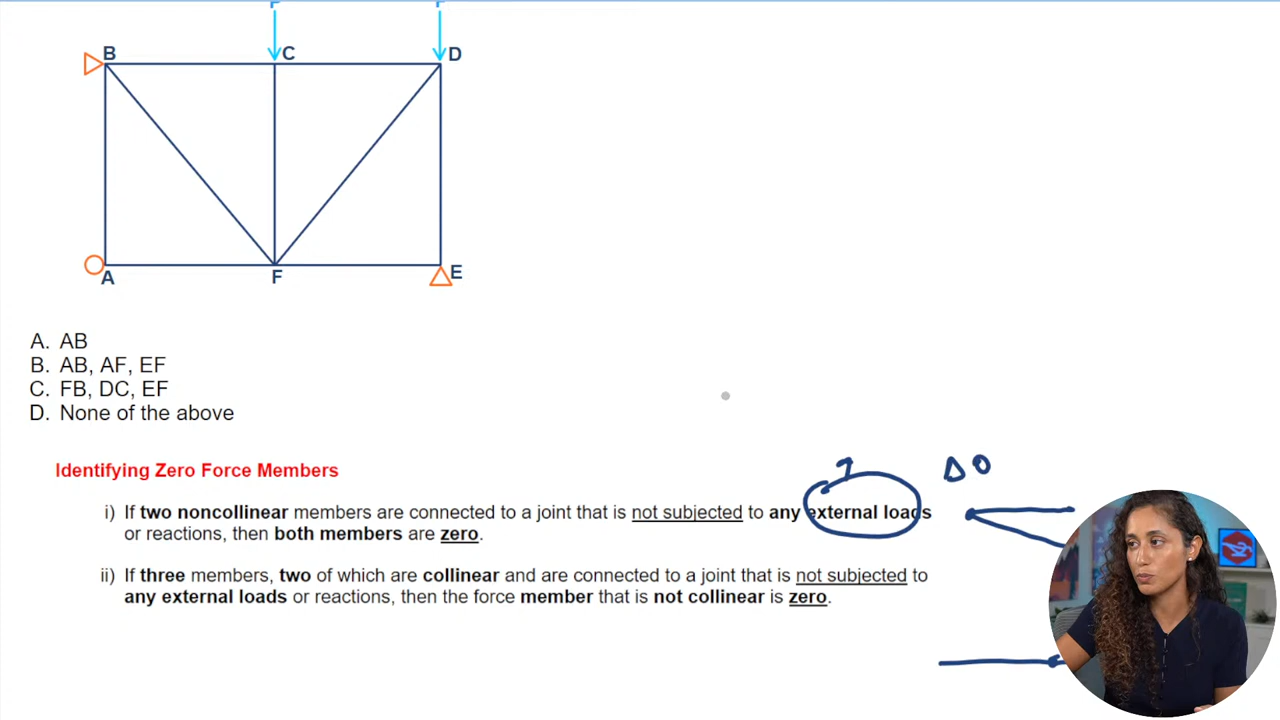 B
C
D
A
F
E
A. AB
B. AB, AF, EF
C. FB, DC, EF
D. None of the above
Identifying Zero Force Members
i) If two noncollinear members are connected to a joint that is not subjected to any external loads
or reactions, then both members are zero.
ii) If three members, two of which are collinear and are connected to a joint that is not subjected to
any external loads or reactions, then the force member that is not collinear is zero.